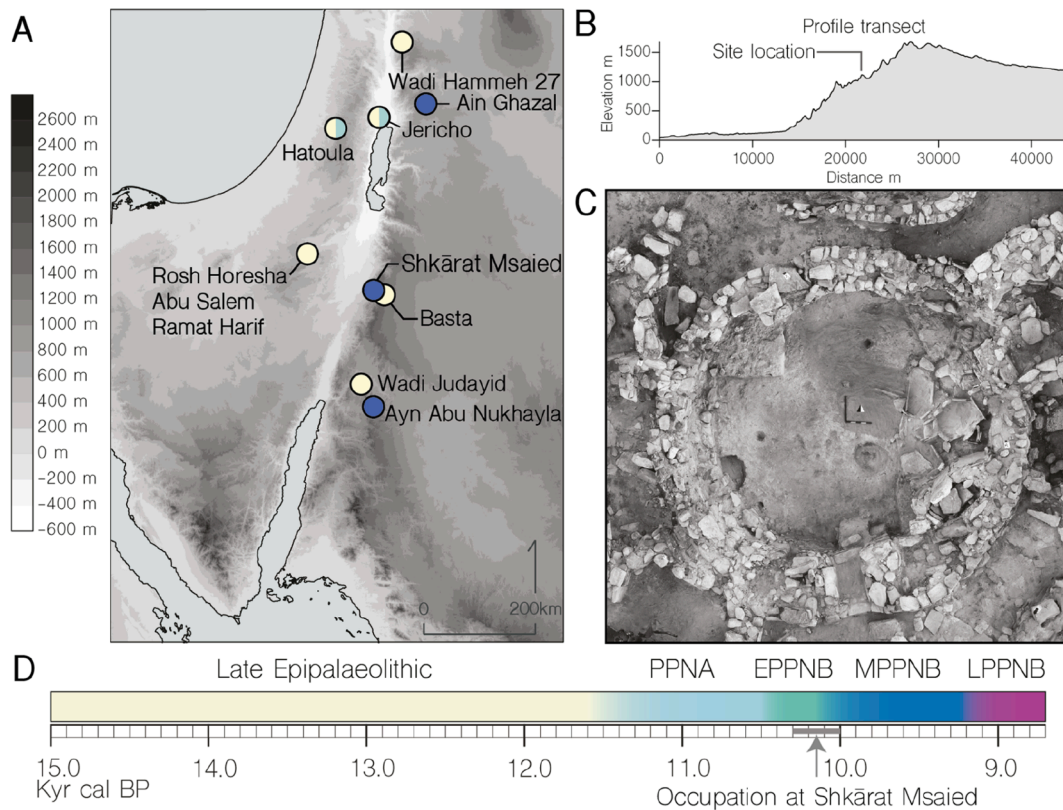 A
2600 m
2400 m
2200 m
2000 m
1800 m
1600 m
1400 m
1200 m
1000 m
800 m
600 m
400 m
200 m
0 m
-200 m
-400 m
-600 m
Wadi Hammeh 27
Ain Ghazal
Jericho
Hatoula
Rosh Horesha
Abu Salem
Ramat Harif
Shkārat Msaied
Basta
Wadi Judayid
Ayn Abu Nukhayla
0 200km
B
Profile transect
Site location
Elevation m
1500
1000
500
0
0 10000 20000 30000 40000
Distance m
C
D
Late Epipalaeolithic PPNA EPPNB MPPNB LPPNB
15.0 14.0 13.0 12.0 11.0 10.0 9.0
Kyr cal BP
Occupation at Shkārat Msaied